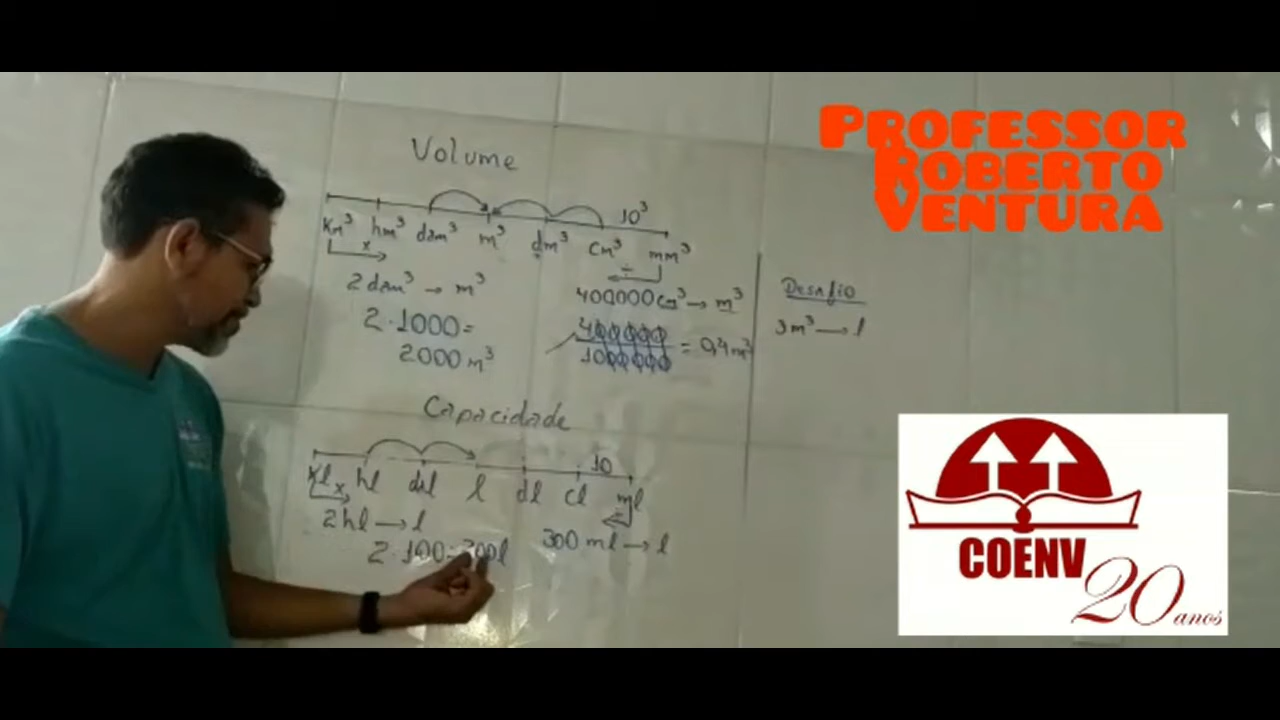 Volume
10³
Km³ hm³ dam³ m³ dm³ cm³ mm³
x
÷
2 dam³ → m³
2·1000=
2000 m³
400000 cm³ → m³
400000
1000000
= 0,4 m³
Desafio
3m³ → l
Capacidade
10
Kl hl dal l dl cl ml
x
÷
2hl → l
2·100=200l
300 ml → l
PROFESSOR
ROBERTO
VENTURA
COENV
20 anos